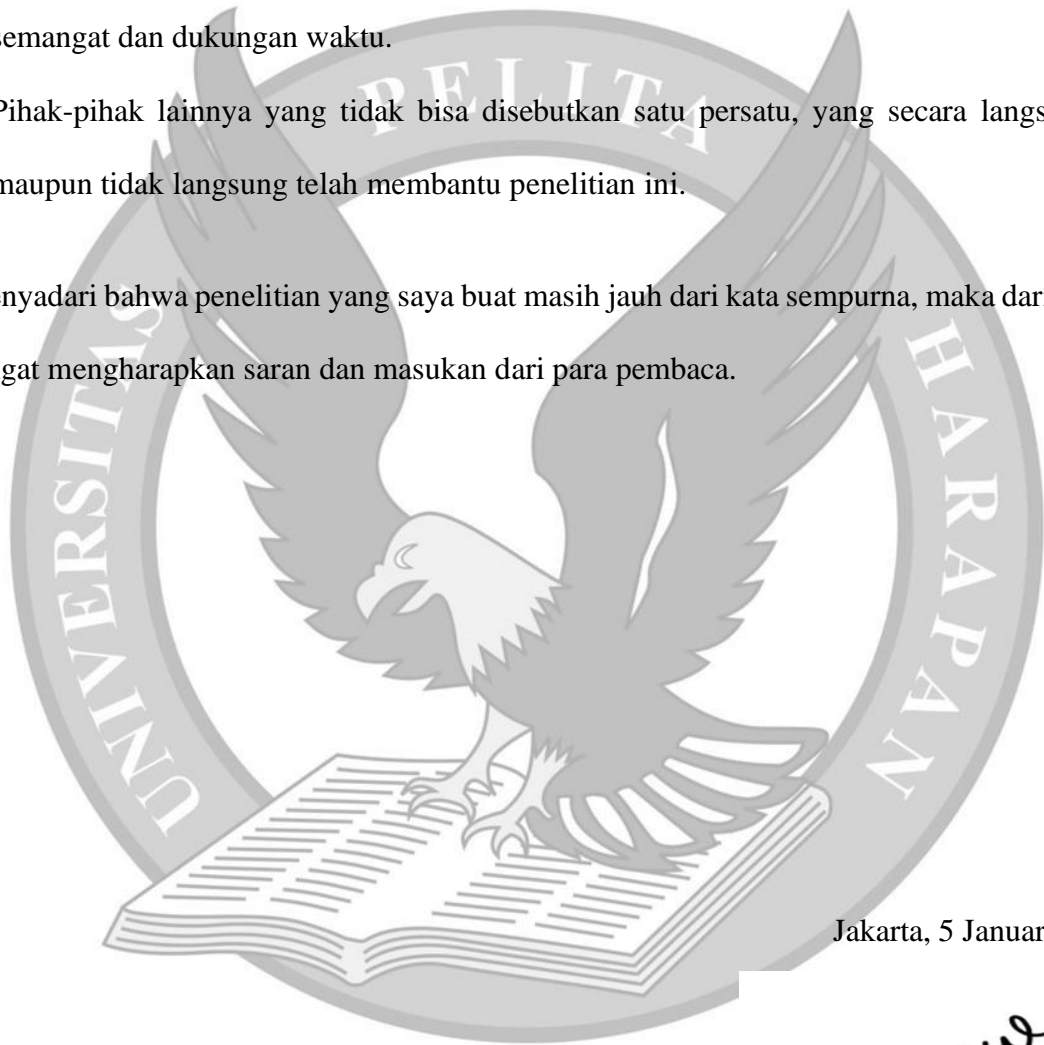 semangat dan dukungan waktu.
PELITA
Pihak-pihak lainnya yang tidak bisa disebutkan satu persatu, yang secara langs
maupun tidak langsung telah membantu penelitian ini.
enyadari bahwa penelitian yang saya buat masih jauh dari kata sempurna, maka dari
gat mengharapkan saran dan masukan dari para pembaca.
UNIVERSITAS
HARAPAN
Jakarta, 5 Januar